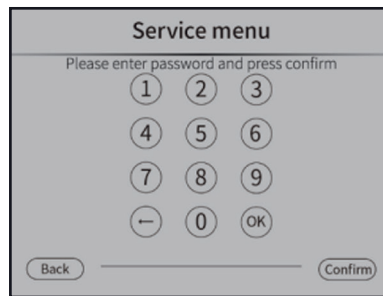 Service menu
Please enter password and press confirm
1 2 3
4 5 6
7 8 9
← 0 OK
Back Confirm